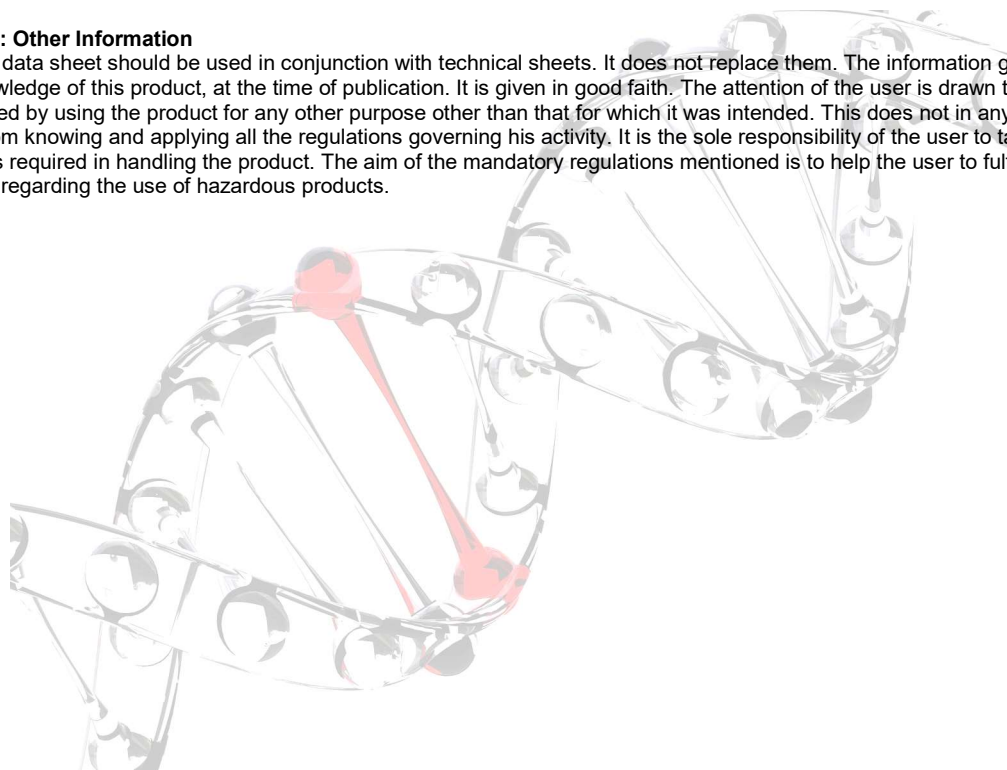 : Other Information
data sheet should be used in conjunction with technical sheets. It does not replace them. The information g
wledge of this product, at the time of publication. It is given in good faith. The attention of the user is drawn t
ed by using the product for any other purpose other than that for which it was intended. This does not in any
om knowing and applying all the regulations governing his activity. It is the sole responsibility of the user to ta
s required in handling the product. The aim of the mandatory regulations mentioned is to help the user to fulf
regarding the use of hazardous products.